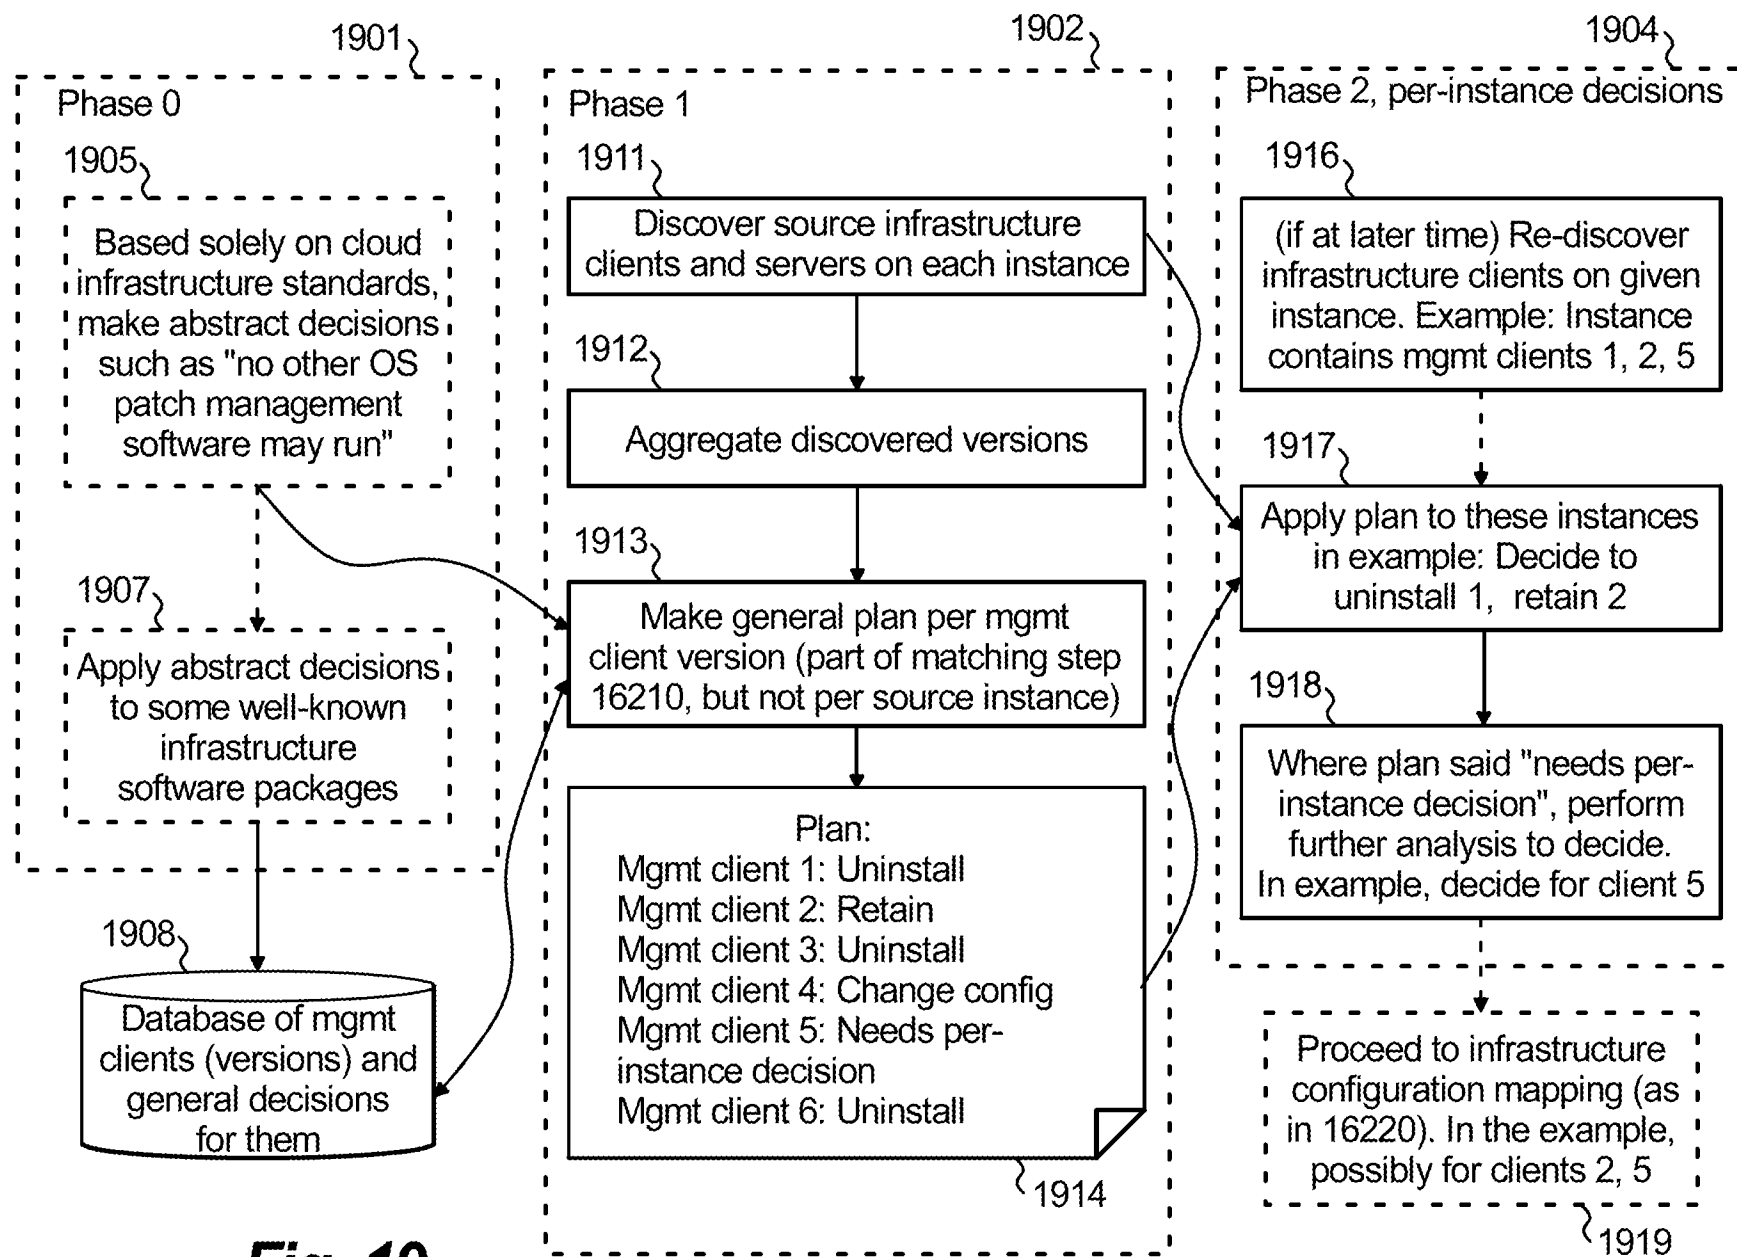 1901
Phase 0
1905
Based solely on cloud
infrastructure standards,
make abstract decisions
such as "no other OS
patch management
software may run"
1907
Apply abstract decisions
to some well-known
infrastructure
software packages
1908
Database of mgmt
clients (versions) and
general decisions
for them
1902
Phase 1
1911
Discover source infrastructure
clients and servers on each instance
1912
Aggregate discovered versions
1913
Make general plan per mgmt
client version (part of matching step
16210, but not per source instance)
Plan:
Mgmt client 1: Uninstall
Mgmt client 2: Retain
Mgmt client 3: Uninstall
Mgmt client 4: Change config
Mgmt client 5: Needs per-
instance decision
Mgmt client 6: Uninstall
1914
1904
Phase 2, per-instance decisions
1916
(if at later time) Re-discover
infrastructure clients on given
instance. Example: Instance
contains mgmt clients 1, 2, 5
1917
Apply plan to these instances
in example: Decide to
uninstall 1, retain 2
1918
Where plan said "needs per-
instance decision", perform
further analysis to decide.
In example, decide for client 5
Proceed to infrastructure
configuration mapping (as
in 16220). In the example,
possibly for clients 2, 5
1919
Fig. 19